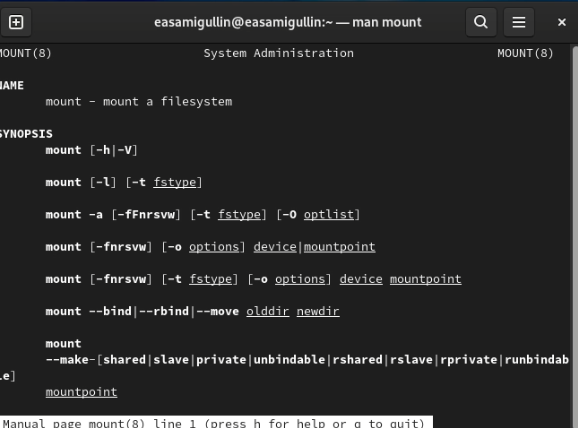 easamigullin@easamigullin:~ — man mount
MOUNT(8) System Administration MOUNT(8)
NAME
mount - mount a filesystem
SYNOPSIS
mount [-h|-V]
mount [-l] [-t fstype]
mount -a [-fFnrsvw] [-t fstype] [-O optlist]
mount [-fnrsvw] [-o options] device|mountpoint
mount [-fnrsvw] [-t fstype] [-o options] device mountpoint
mount --bind|--rbind|--move olddir newdir
mount
--make-[shared|slave|private|unbindable|rshared|rslave|rprivate|runbindab
le]
mountpoint
Manual page mount(8) line 1 (press h for help or q to quit)